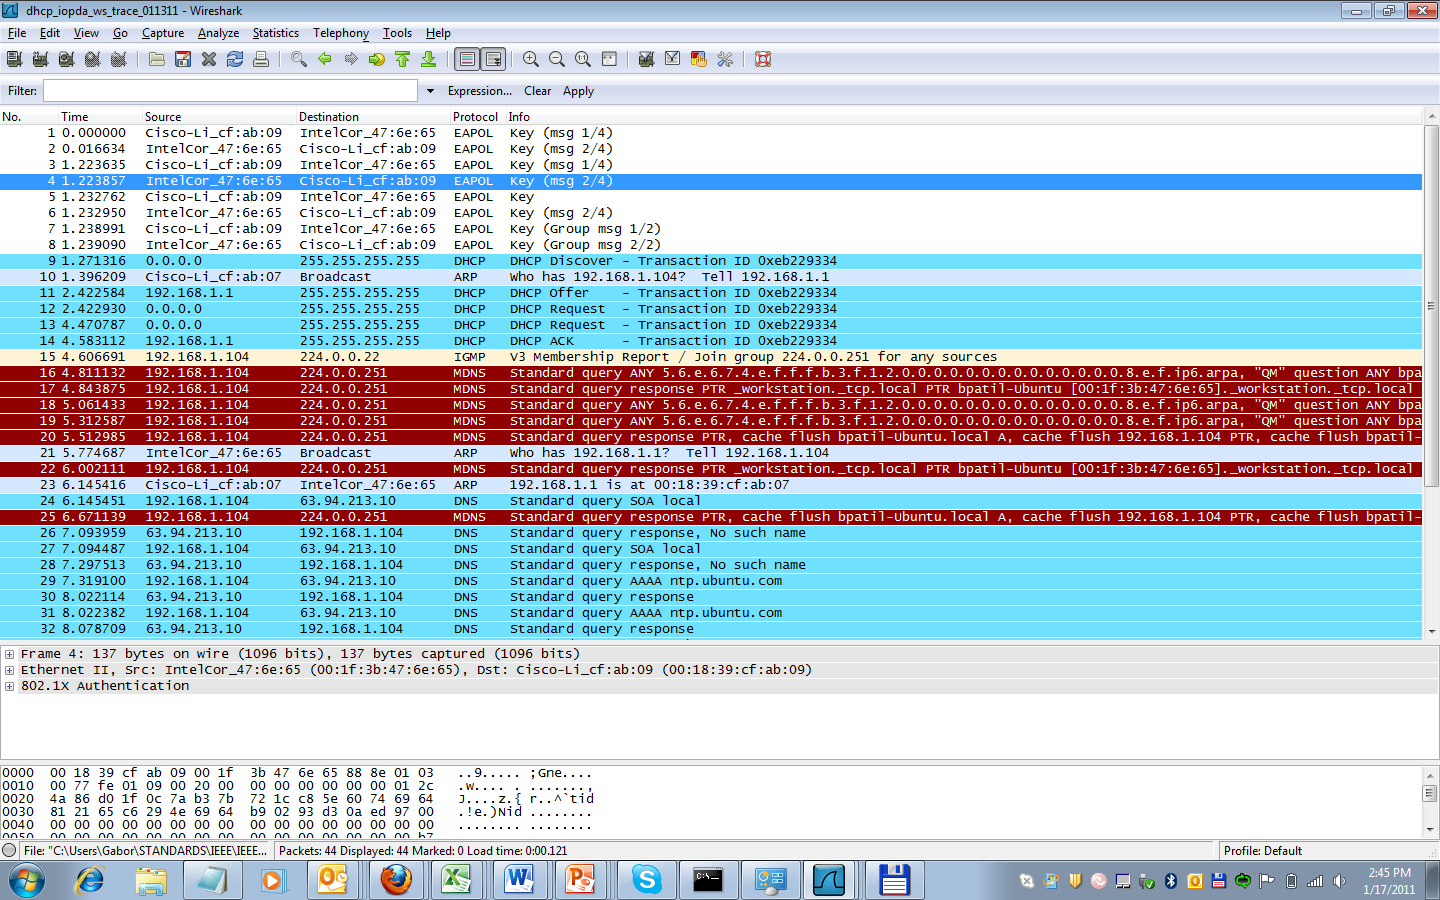 dhcp_iopda_ws_trace_011311 - Wireshark
File Edit View Go Capture Analyze Statistics Telephony Tools Help
Filter: Expression... Clear Apply
No. Time Source Destination Protocol Info
1 0.000000 Cisco-Li_cf:ab:09 IntelCor_47:6e:65 EAPOL Key (msg 1/4)
2 0.016634 IntelCor_47:6e:65 Cisco-Li_cf:ab:09 EAPOL Key (msg 2/4)
3 1.223635 Cisco-Li_cf:ab:09 IntelCor_47:6e:65 EAPOL Key (msg 1/4)
4 1.223857 IntelCor_47:6e:65 Cisco-Li_cf:ab:09 EAPOL Key (msg 2/4)
5 1.232762 Cisco-Li_cf:ab:09 IntelCor_47:6e:65 EAPOL Key
6 1.232950 IntelCor_47:6e:65 Cisco-Li_cf:ab:09 EAPOL Key (msg 2/4)
7 1.238991 Cisco-Li_cf:ab:09 IntelCor_47:6e:65 EAPOL Key (Group msg 1/2)
8 1.239090 IntelCor_47:6e:65 Cisco-Li_cf:ab:09 EAPOL Key (Group msg 2/2)
9 1.271316 0.0.0.0 255.255.255.255 DHCP DHCP Discover - Transaction ID 0xeb229334
10 1.396209 Cisco-Li_cf:ab:07 Broadcast ARP Who has 192.168.1.104? Tell 192.168.1.1
11 2.422584 192.168.1.1 255.255.255.255 DHCP DHCP Offer - Transaction ID 0xeb229334
12 2.422930 0.0.0.0 255.255.255.255 DHCP DHCP Request - Transaction ID 0xeb229334
13 4.470787 0.0.0.0 255.255.255.255 DHCP DHCP Request - Transaction ID 0xeb229334
14 4.583112 192.168.1.1 255.255.255.255 DHCP DHCP ACK - Transaction ID 0xeb229334
15 4.606691 192.168.1.104 224.0.0.22 IGMP V3 Membership Report / Join group 224.0.0.251 for any sources
16 4.811132 192.168.1.104 224.0.0.251 MDNS Standard query ANY 5.6.e.6.7.4.e.f.f.f.b.3.f.1.2.0.0.0.0.0.0.0.0.0.0.0.0.0.0.8.e.f.ip6.arpa, "QM" question ANY bpa
17 4.843875 192.168.1.104 224.0.0.251 MDNS Standard query response PTR _workstation._tcp.local PTR bpatil-Ubuntu [00:1f:3b:47:6e:65]._workstation._tcp.local
18 5.061433 192.168.1.104 224.0.0.251 MDNS Standard query ANY 5.6.e.6.7.4.e.f.f.f.b.3.f.1.2.0.0.0.0.0.0.0.0.0.0.0.0.0.0.8.e.f.ip6.arpa, "QM" question ANY bpa
19 5.312587 192.168.1.104 224.0.0.251 MDNS Standard query ANY 5.6.e.6.7.4.e.f.f.f.b.3.f.1.2.0.0.0.0.0.0.0.0.0.0.0.0.0.0.8.e.f.ip6.arpa, "QM" question ANY bpa
20 5.512985 192.168.1.104 224.0.0.251 MDNS Standard query response PTR, cache flush bpatil-Ubuntu.local A, cache flush 192.168.1.104 PTR, cache flush bpatil-
21 5.774687 IntelCor_47:6e:65 Broadcast ARP Who has 192.168.1.1? Tell 192.168.1.104
22 6.002111 192.168.1.104 224.0.0.251 MDNS Standard query response PTR _workstation._tcp.local PTR bpatil-Ubuntu [00:1f:3b:47:6e:65]._workstation._tcp.local
23 6.145416 Cisco-Li_cf:ab:07 IntelCor_47:6e:65 ARP 192.168.1.1 is at 00:18:39:cf:ab:07
24 6.145451 192.168.1.104 63.94.213.10 DNS Standard query SOA local
25 6.671139 192.168.1.104 224.0.0.251 MDNS Standard query response PTR, cache flush bpatil-Ubuntu.local A, cache flush 192.168.1.104 PTR, cache flush bpatil-
26 7.093959 63.94.213.10 192.168.1.104 DNS Standard query response, No such name
27 7.094487 192.168.1.104 63.94.213.10 DNS Standard query SOA local
28 7.297513 63.94.213.10 192.168.1.104 DNS Standard query response, No such name
29 7.319100 192.168.1.104 63.94.213.10 DNS Standard query AAAA ntp.ubuntu.com
30 8.022114 63.94.213.10 192.168.1.104 DNS Standard query response
31 8.022382 192.168.1.104 63.94.213.10 DNS Standard query AAAA ntp.ubuntu.com
32 8.078709 63.94.213.10 192.168.1.104 DNS Standard query response
Frame 4: 137 bytes on wire (1096 bits), 137 bytes captured (1096 bits)
Ethernet II, Src: IntelCor_47:6e:65 (00:1f:3b:47:6e:65), Dst: Cisco-Li_cf:ab:09 (00:18:39:cf:ab:09)
802.1X Authentication
0000 00 18 39 cf ab 09 00 1f 3b 47 6e 65 88 8e 01 03 ..9..... ;Gne....
0010 00 77 fe 01 09 00 20 00 00 00 00 00 00 00 01 2c .w.... . .......,
0020 4a 86 d0 1f 0c 7a b3 7b 72 1c c8 5e 60 74 69 64 J....z.{ r..^`tid
0030 81 21 65 c6 29 4e 69 64 b9 02 93 d3 0a ed 97 00 .!e.)Nid ........
0040 00 00 00 00 00 00 00 00 00 00 00 00 00 00 00 00 ........ ........
File: "C:\Users\Gabor\STANDARDS\IEEE\IEEE... Packets: 44 Displayed: 44 Marked: 0 Load time: 0:00.121 Profile: Default
2:45 PM
1/17/2011